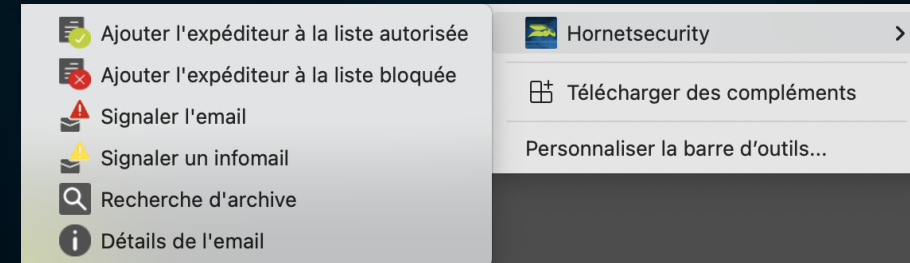 Ajouter l'expéditeur à la liste autorisée
Ajouter l'expéditeur à la liste bloquée
Signaler l'email
Signaler un infomail
Recherche d'archive
Détails de l'email
Hornetsecurity
Télécharger des compléments
Personnaliser la barre d’outils...